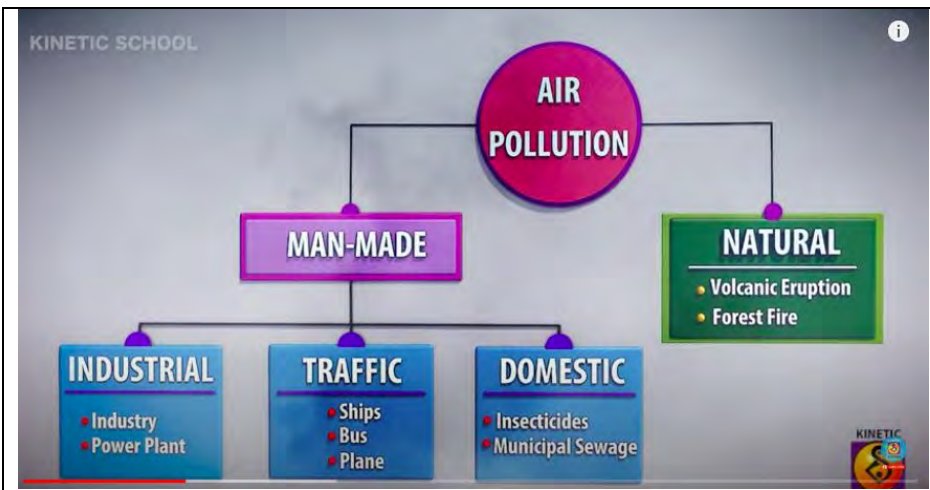 KINETIC SCHOOL
AIR
POLLUTION
MAN-MADE
NATURAL
Volcanic Eruption
Forest Fire
INDUSTRIAL
Industry
Power Plant
TRAFFIC
Ships
Bus
Plane
DOMESTIC
Insecticides
Municipal Sewage
KINETIC